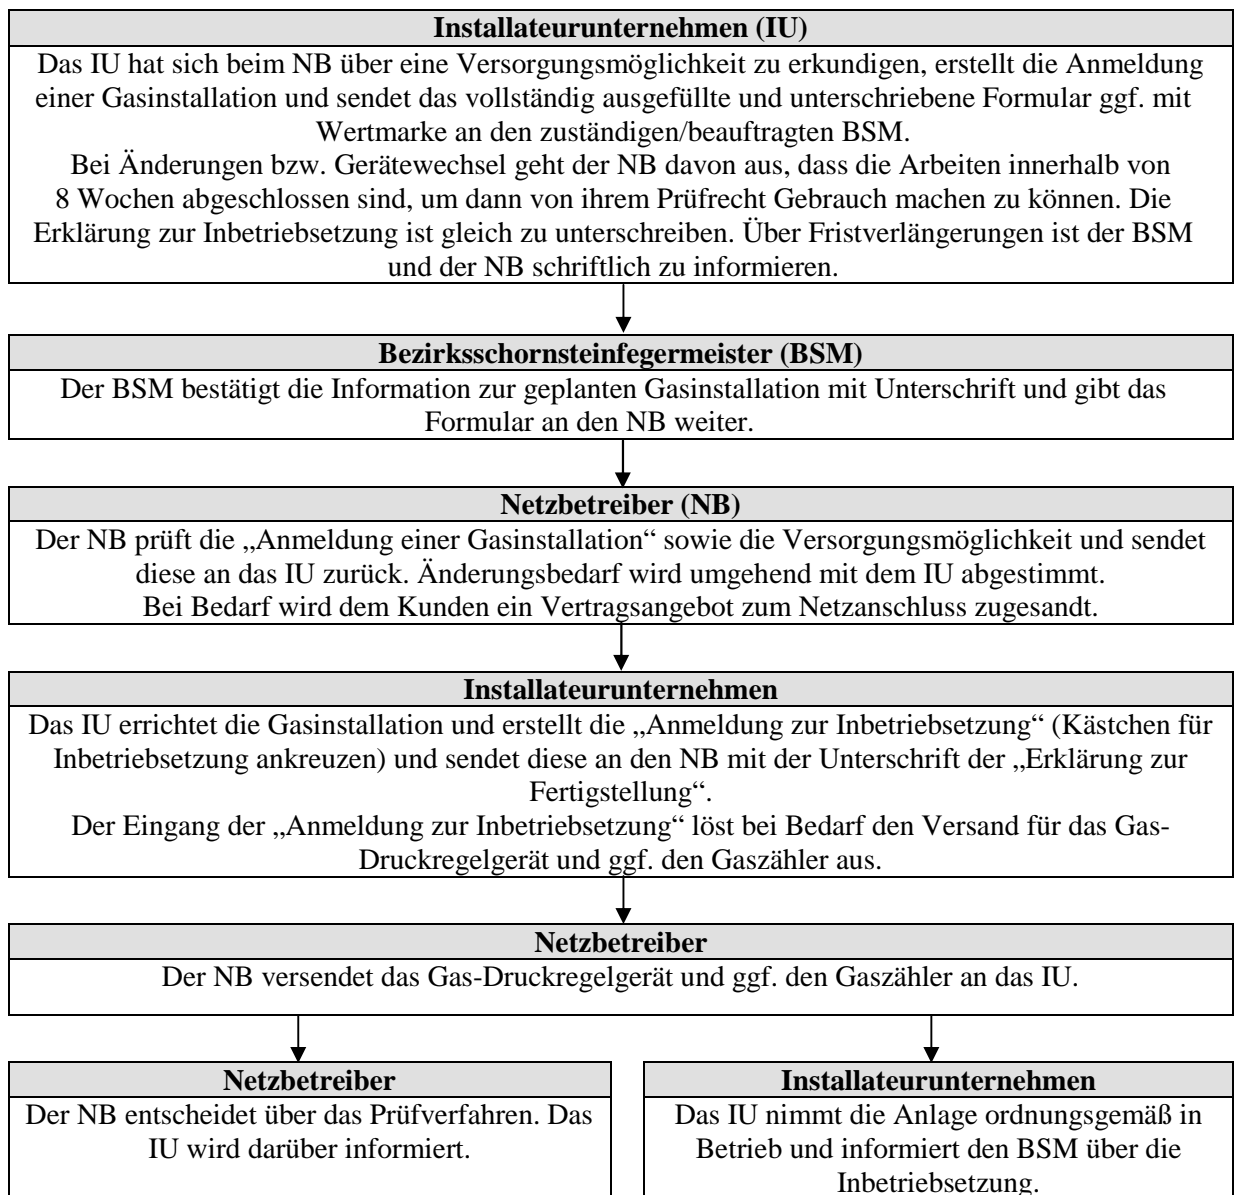 Installateurunternehmen (IU)
Das IU hat sich beim NB über eine Versorgungsmöglichkeit zu erkundigen, erstellt die Anmeldung
einer Gasinstallation und sendet das vollständig ausgefüllte und unterschriebene Formular ggf. mit
Wertmarke an den zuständigen/beauftragten BSM.
Bei Änderungen bzw. Gerätewechsel geht der NB davon aus, dass die Arbeiten innerhalb von
8 Wochen abgeschlossen sind, um dann von ihrem Prüfrecht Gebrauch machen zu können. Die
Erklärung zur Inbetriebsetzung ist gleich zu unterschreiben. Über Fristverlängerungen ist der BSM
und der NB schriftlich zu informieren.
Bezirksschornsteinfegermeister (BSM)
Der BSM bestätigt die Information zur geplanten Gasinstallation mit Unterschrift und gibt das
Formular an den NB weiter.
Netzbetreiber (NB)
Der NB prüft die „Anmeldung einer Gasinstallation“ sowie die Versorgungsmöglichkeit und sendet
diese an das IU zurück. Änderungsbedarf wird umgehend mit dem IU abgestimmt.
Bei Bedarf wird dem Kunden ein Vertragsangebot zum Netzanschluss zugesandt.
Installateurunternehmen
Das IU errichtet die Gasinstallation und erstellt die „Anmeldung zur Inbetriebsetzung“ (Kästchen für
Inbetriebsetzung ankreuzen) und sendet diese an den NB mit der Unterschrift der „Erklärung zur
Fertigstellung“.
Der Eingang der „Anmeldung zur Inbetriebsetzung“ löst bei Bedarf den Versand für das Gas-
Druckregelgerät und ggf. den Gaszähler aus.
Netzbetreiber
Der NB versendet das Gas-Druckregelgerät und ggf. den Gaszähler an das IU.
Netzbetreiber
Der NB entscheidet über das Prüfverfahren. Das
IU wird darüber informiert.
Installateurunternehmen
Das IU nimmt die Anlage ordnungsgemäß in
Betrieb und informiert den BSM über die
Inbetriebsetzung.